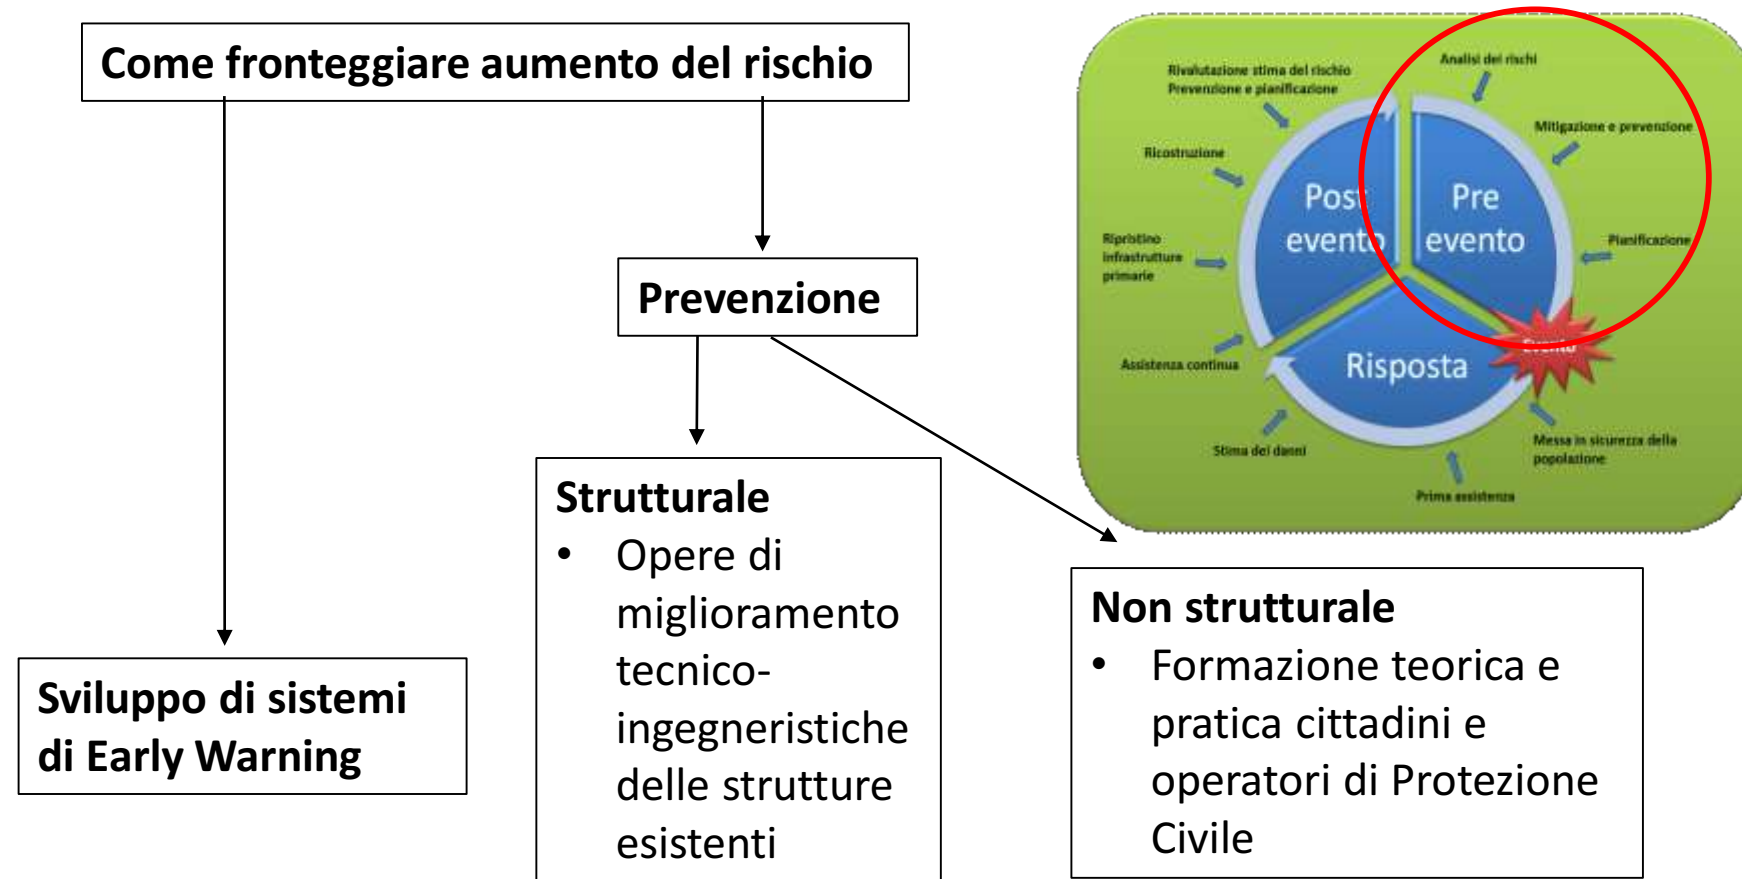 Come fronteggiare aumento del rischio
Prevenzione
Sviluppo di sistemi
di Early Warning
Strutturale
• Opere di
miglioramento
tecnico-
ingegneristiche
delle strutture
esistenti
Non strutturale
• Formazione teorica e
pratica cittadini e
operatori di Protezione
Civile
Analisi dei rischi
Mitigazione e prevenzione
Planificazione
Evento
Messa in sicurezza della
popolazione
Prima assistenza
Stima dei danni
Assistenza continua
Ripristino
infrastrutture
primarie
Ricostruzione
Rivalutazione stima del rischio
Prevenzione e planificazione
Post
evento
Pre
evento
Risposta